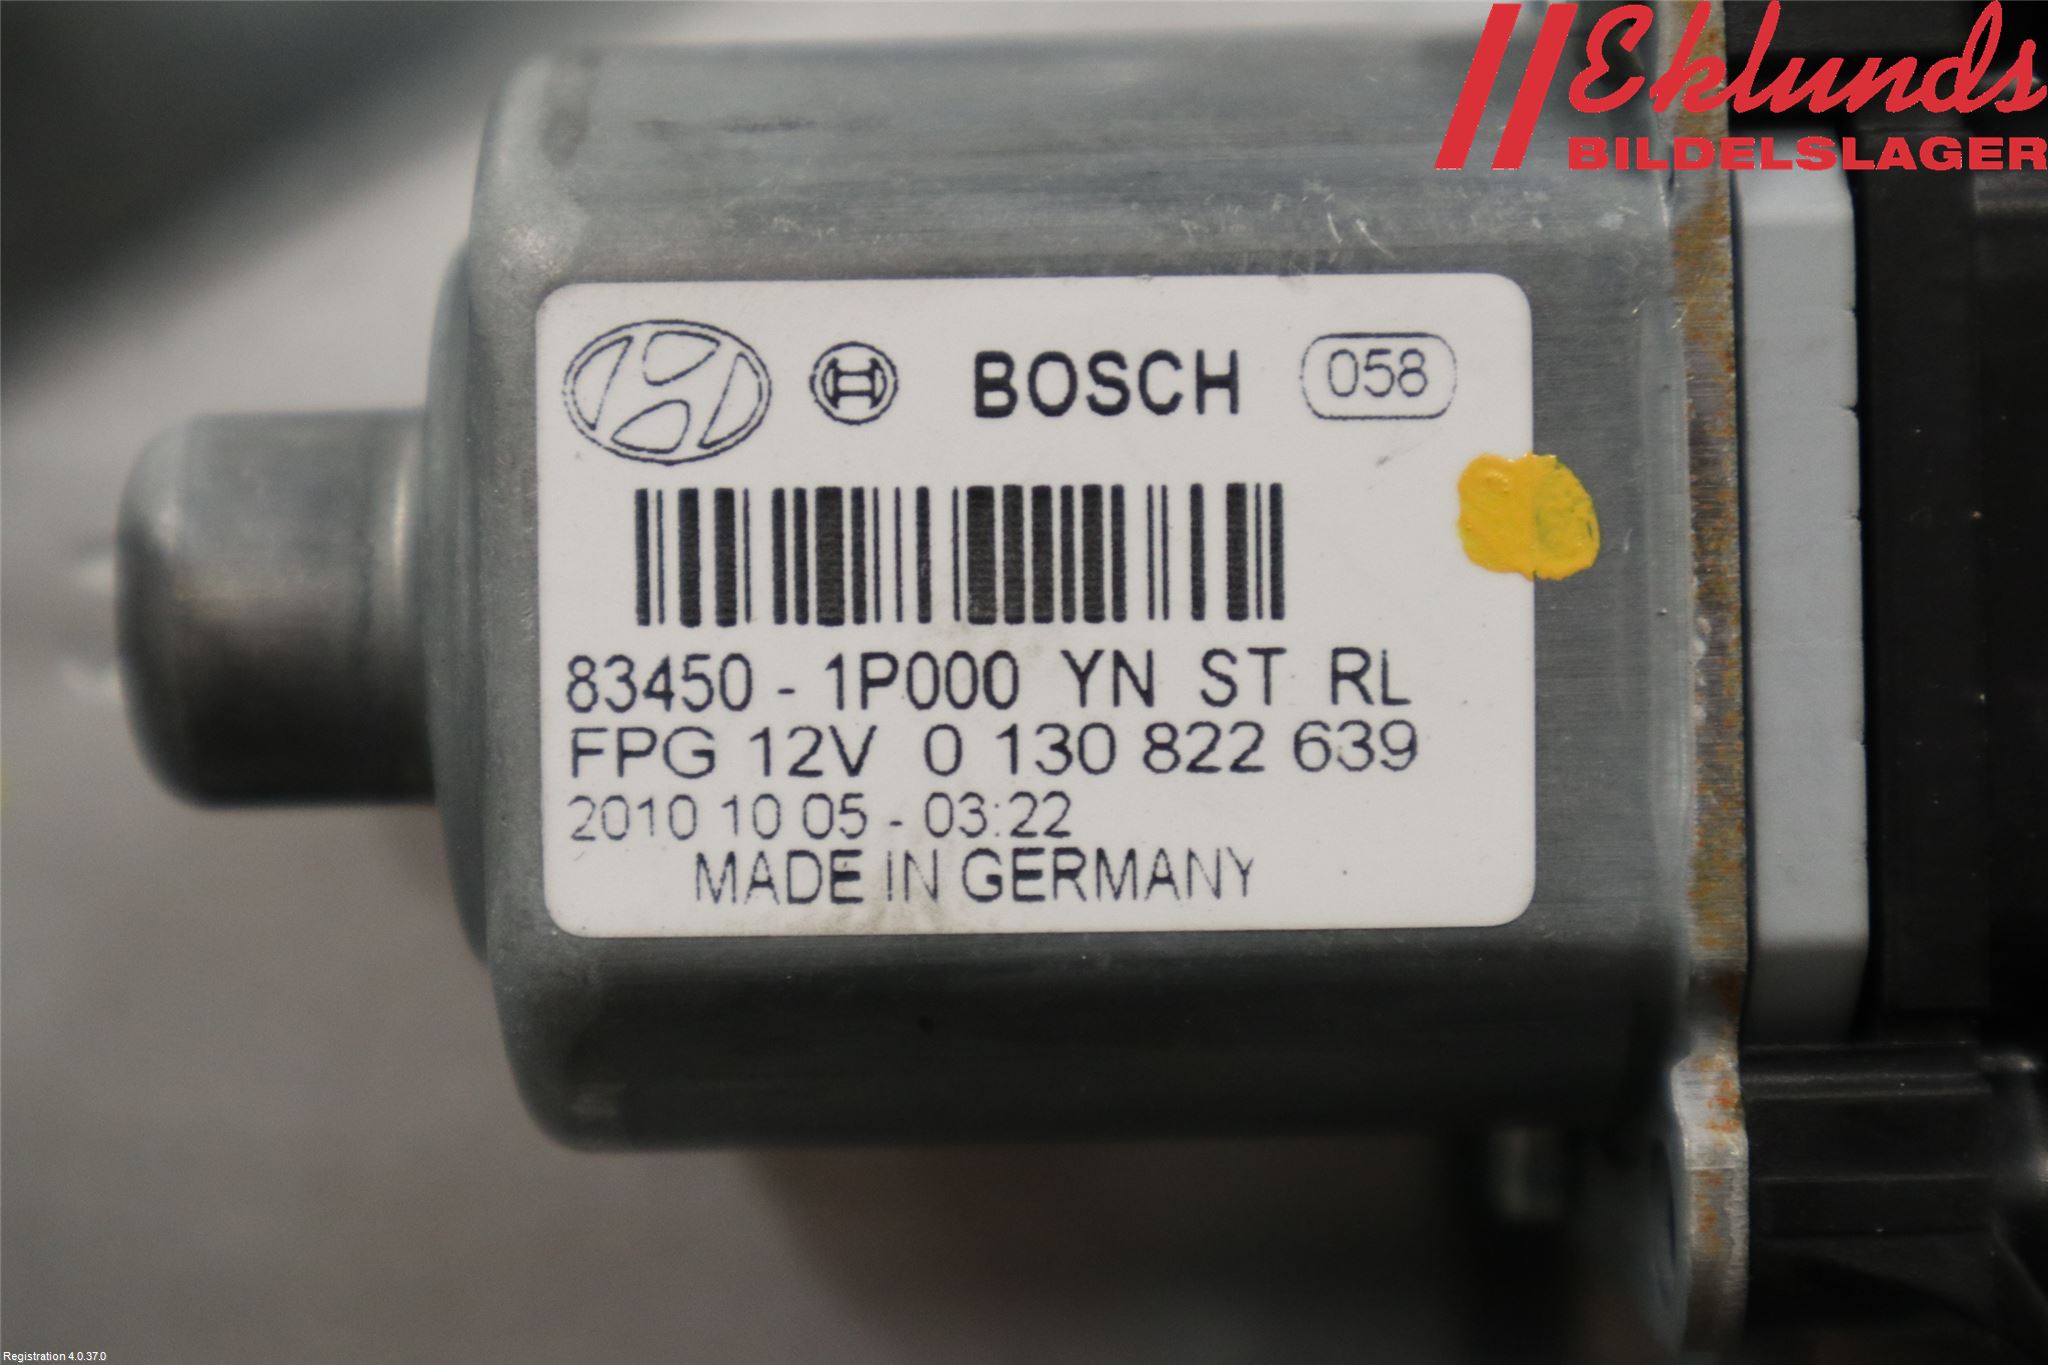 Eklunds
BILDELSLAGER
BOSCH 058
83450 - 1P000 YN ST RL
FPG 12V 0 130 822 639
2010 10 05 - 03:22
MADE IN GERMANY
Registration 4.0.37.0